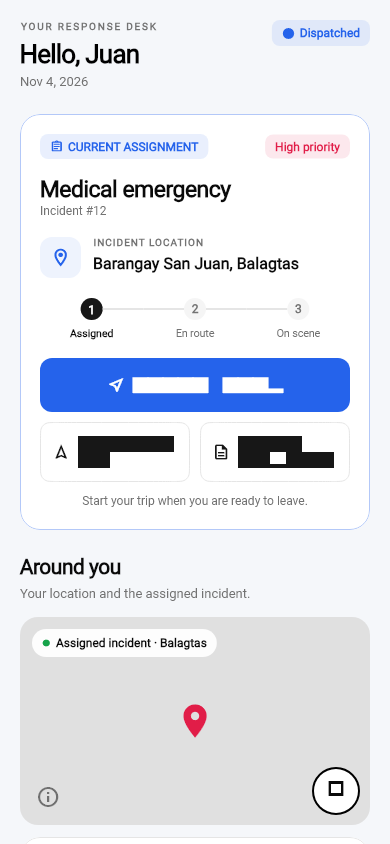 YOUR RESPONSE DESK
Hello, Juan
Nov 4, 2026
Dispatched
CURRENT ASSIGNMENT
High priority
Medical emergency
Incident #12
INCIDENT LOCATION
Barangay San Juan, Balagtas
1
2
3
Assigned
En route
On scene
Start your trip when you are ready to leave.
Around you
Your location and the assigned incident.
Assigned incident · Balagtas